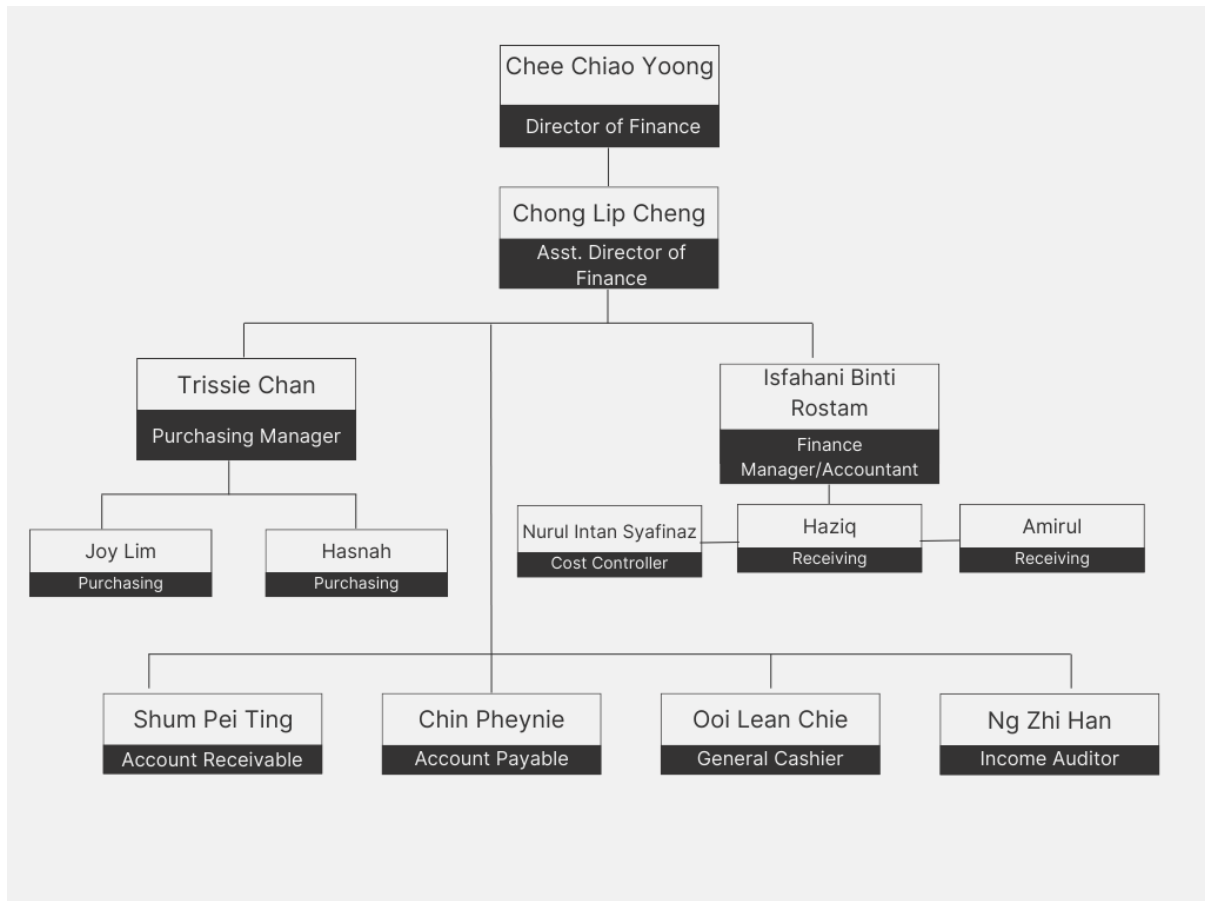 Chee Chiao Yoong
Director of Finance
Chong Lip Cheng
Asst. Director of
Finance
Trissie Chan
Purchasing Manager
Isfahani Binti
Rostam
Finance
Manager/Accountant
Joy Lim
Purchasing
Hasnah
Purchasing
Nurul Intan Syafinaz
Cost Controller
Haziq
Receiving
Amirul
Receiving
Shum Pei Ting
Account Receivable
Chin Pheynie
Account Payable
Ooi Lean Chie
General Cashier
Ng Zhi Han
Income Auditor